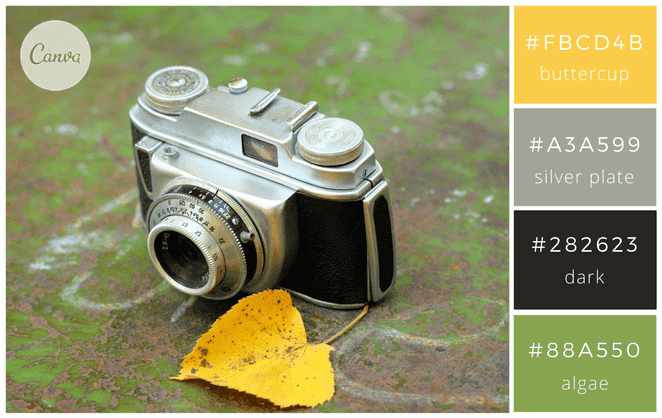 Canva
#FBCD4B
buttercup
#A3A599
silver plate
#282623
dark
#88A550
algae